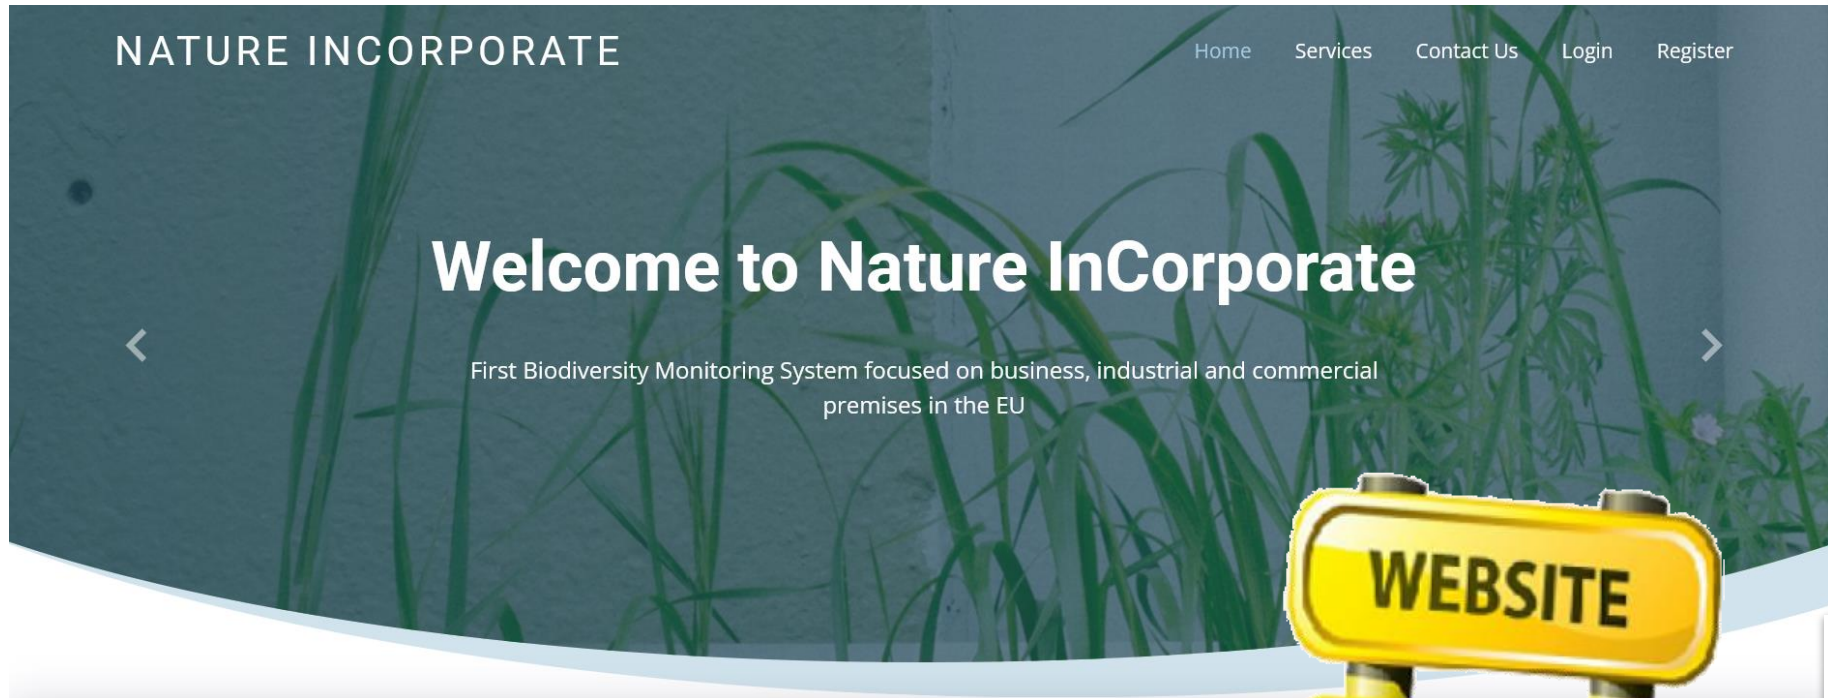 NATURE INCORPORATE
Home Services Contact Us Login Register
Welcome to Nature InCorporate
First Biodiversity Monitoring System focused on business, industrial and commercial
premises in the EU
WEBSITE